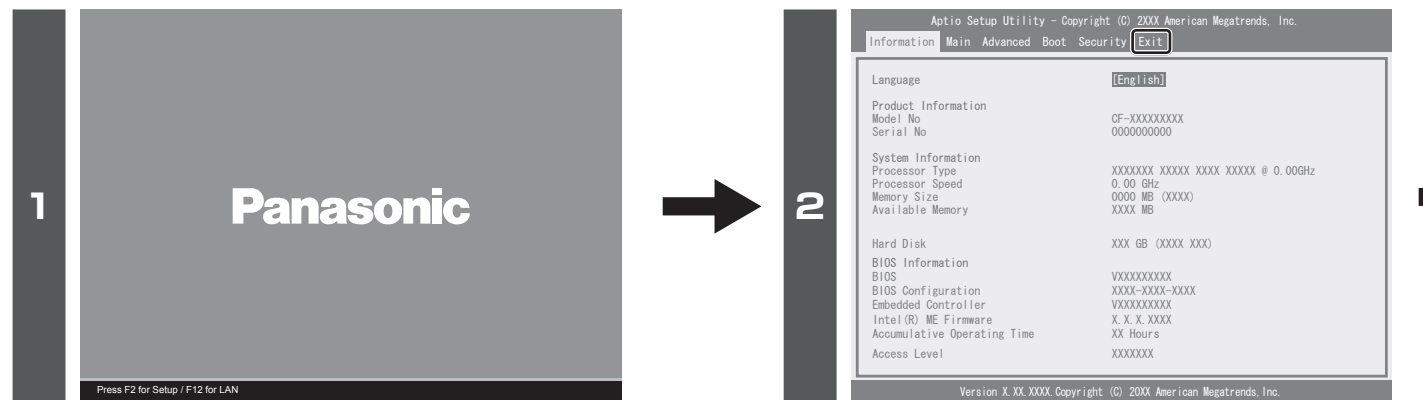 1
Panasonic
Press F2 for Setup / F12 for LAN
2
Aptio Setup Utility - Copyright (C) 2XXX American Megatrends, Inc.
Information Main Advanced Boot Security Exit
Language [English]
Product Information
Model No CF-XXXXXXXXX
Serial No 0000000000
System Information
Processor Type XXXXXXX XXXXX XXXX XXXXX @ 0.00GHz
Processor Speed 0.00 GHz
Memory Size 0000 MB (XXXX)
Available Memory XXXX MB
Hard Disk XXX GB (XXXX XXX)
BIOS Information
BIOS VXXXXXXXXX
BIOS Configuration XXXX-XXXX-XXXX
Embedded Controller VXXXXXXXXX
Intel(R) ME Firmware X.X.X.XXXX
Accumulative Operating Time XX Hours
Access Level XXXXXXX
Version X.XX.XXXX.Copyright (C) 20XX American Megatrends,Inc.